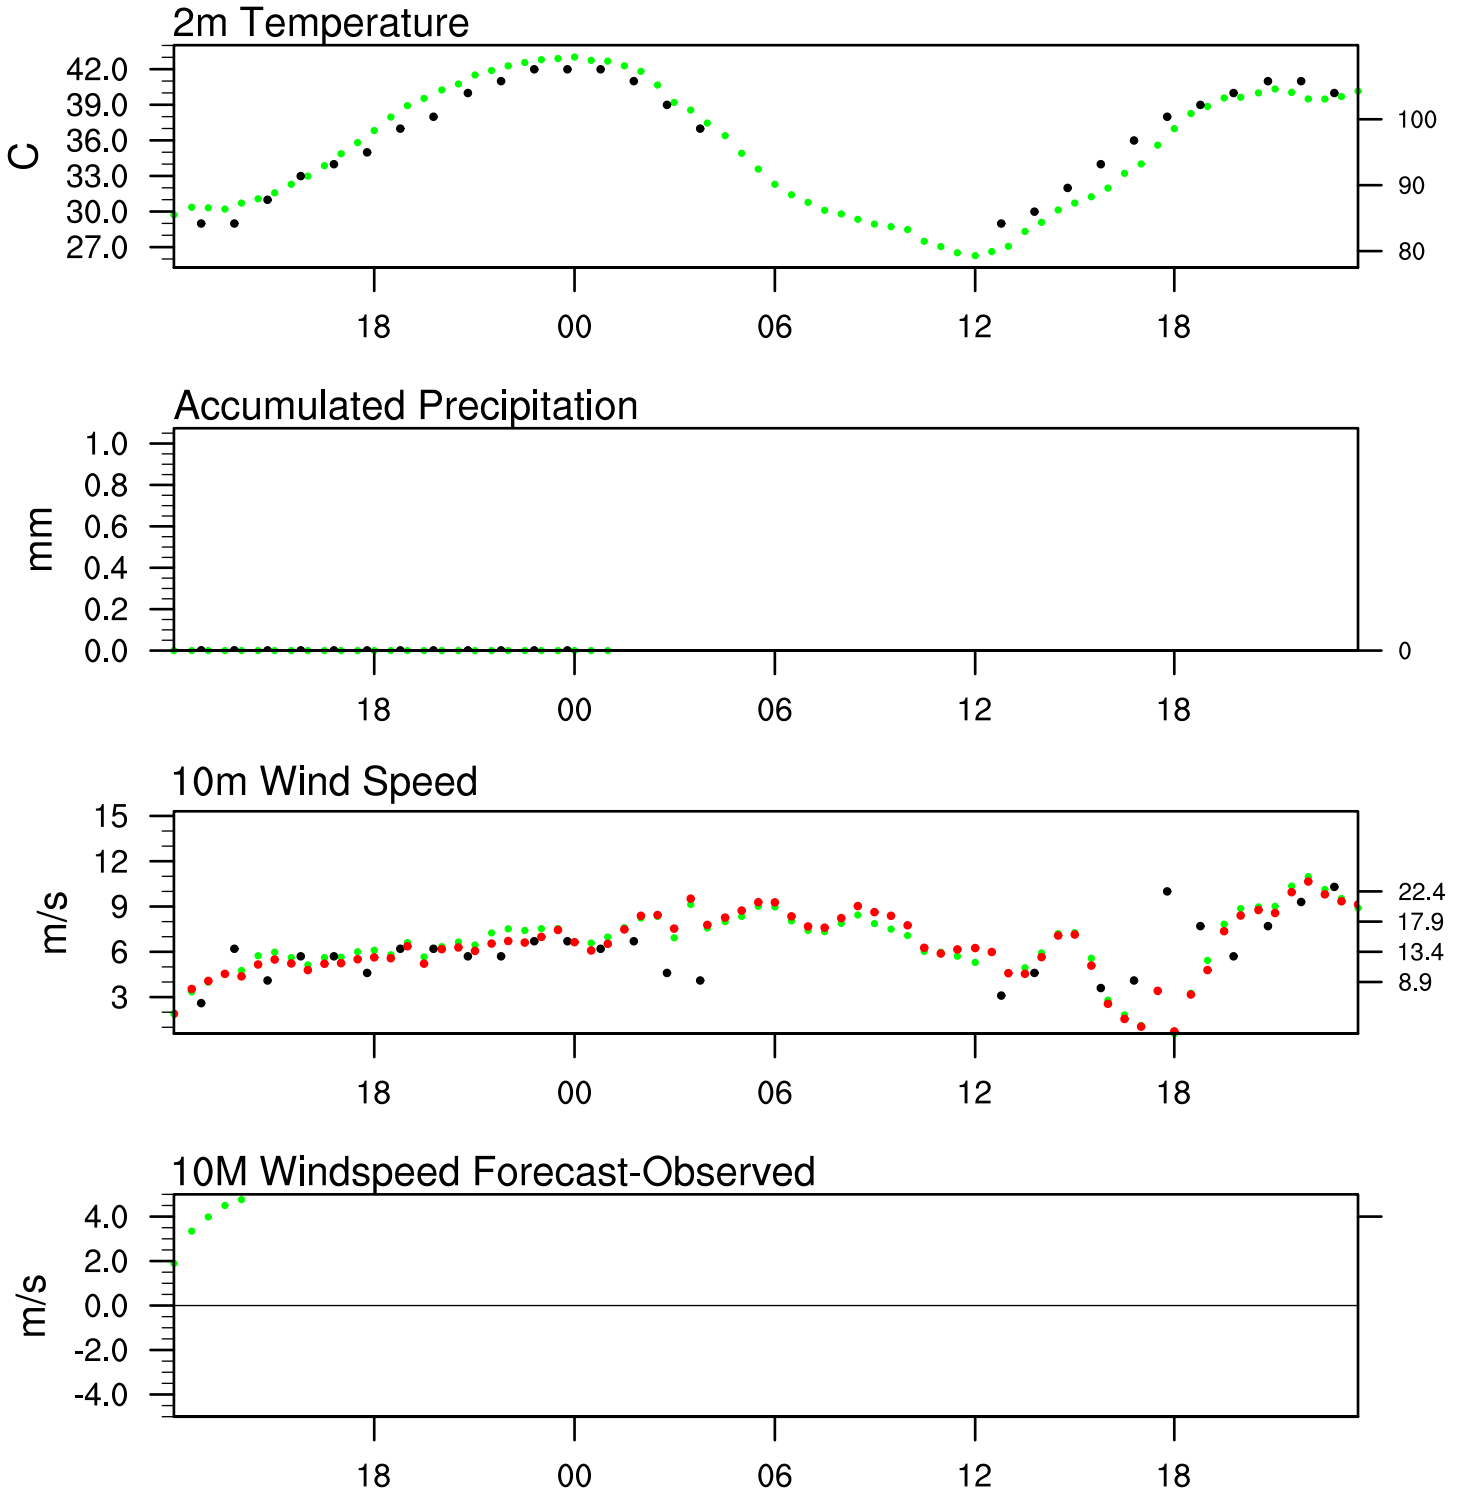 2m Temperature
42.0
39.0
36.0
33.0
30.0
27.0
C
100
90
80
18 00 06 12 18
Accumulated Precipitation
1.0
0.8
0.6
0.4
0.2
0.0
mm
0
18 00 06 12 18
10m Wind Speed
15
12
9
6
3
m/s
22.4
17.9
13.4
8.9
18 00 06 12 18
10M Windspeed Forecast-Observed
4.0
2.0
0.0
-2.0
-4.0
m/s
18 00 06 12 18